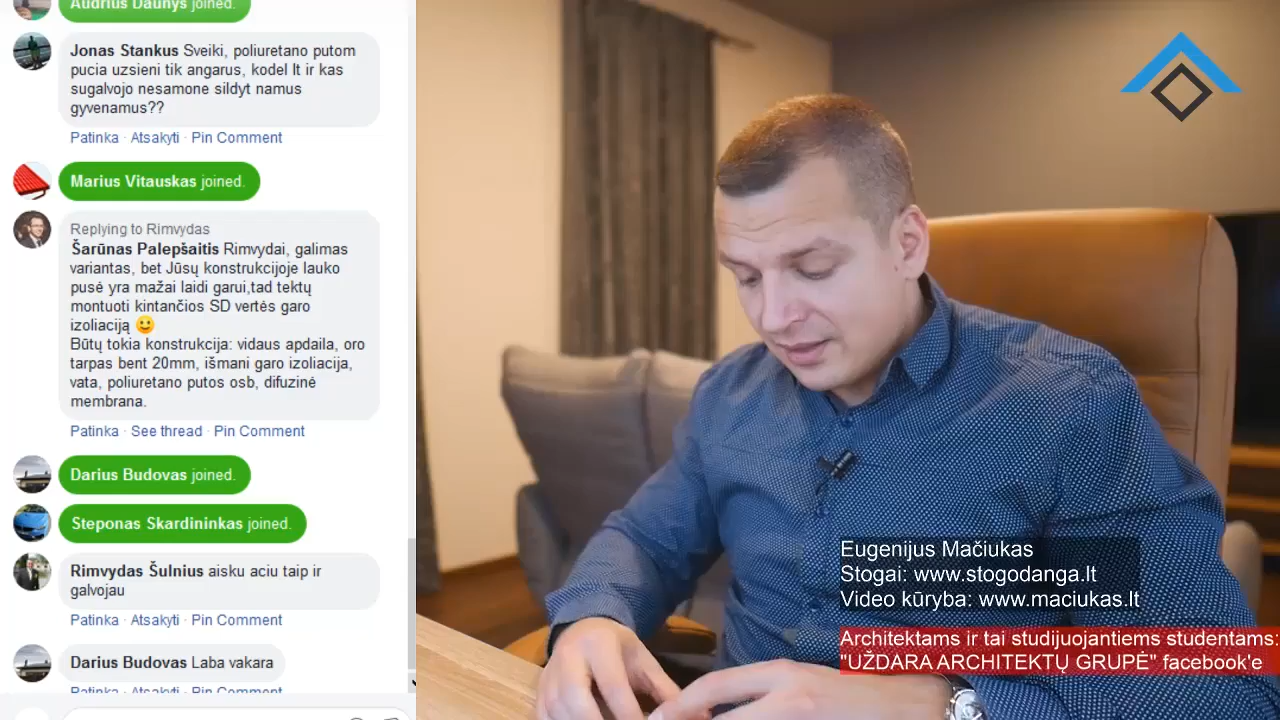 Audrius Daunys joined.
Jonas Stankus Sveiki, poliuretano putom
pucia uzsieni tik angarus, kodel lt ir kas
sugalvojo nesamone sildyt namus
gyvenamus??
Patinka · Atsakyti · Pin Comment
Marius Vitauskas joined.
Replying to Rimvydas
Šarūnas Palepšaitis Rimvydai, galimas
variantas, bet Jūsų konstrukcijoje lauko
pusė yra mažai laidi garui,tad tektų
montuoti kintančios SD vertės garo
izoliaciją 🙂
Būtų tokia konstrukcija: vidaus apdaila, oro
tarpas bent 20mm, išmani garo izoliacija,
vata, poliuretano putos osb, difuzinė
membrana.
Patinka · See thread · Pin Comment
Darius Budovas joined.
Steponas Skardininkas joined.
Rimvydas Šulnius aisku aciu taip ir
galvojau
Patinka · Atsakyti · Pin Comment
Darius Budovas Laba vakara
Patinka · Atsakyti · Pin Comment
Eugenijus Mačiukas
Stogai: www.stogodanga.lt
Video kūryba: www.maciukas.lt
Architektams ir tai studijuojantiems studentams:
"UŽDARA ARCHITEKTŲ GRUPĖ" facebook'e